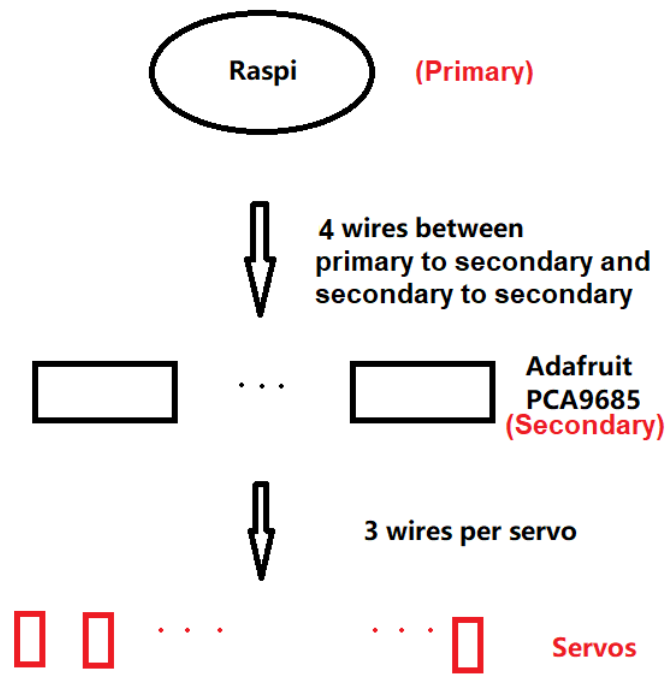 Raspi (Primary)
4 wires between
primary to secondary and
secondary to secondary
. . .
Adafruit
PCA9685
(Secondary)
3 wires per servo
. . . . . .
Servos